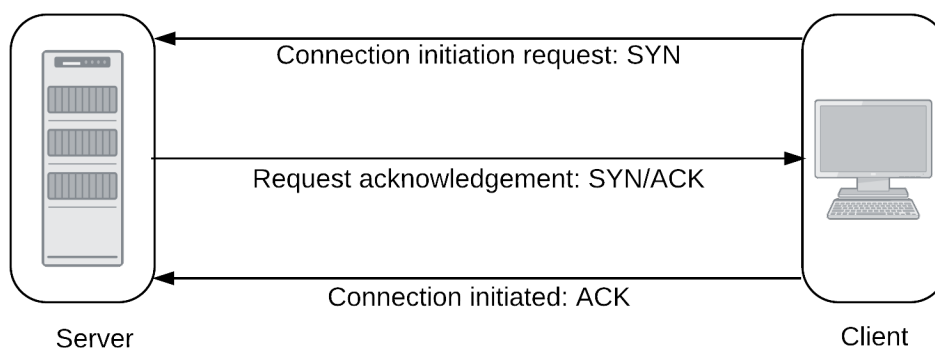 Connection initiation request: SYN
Request acknowledgement: SYN/ACK
Connection initiated: ACK
Server
Client